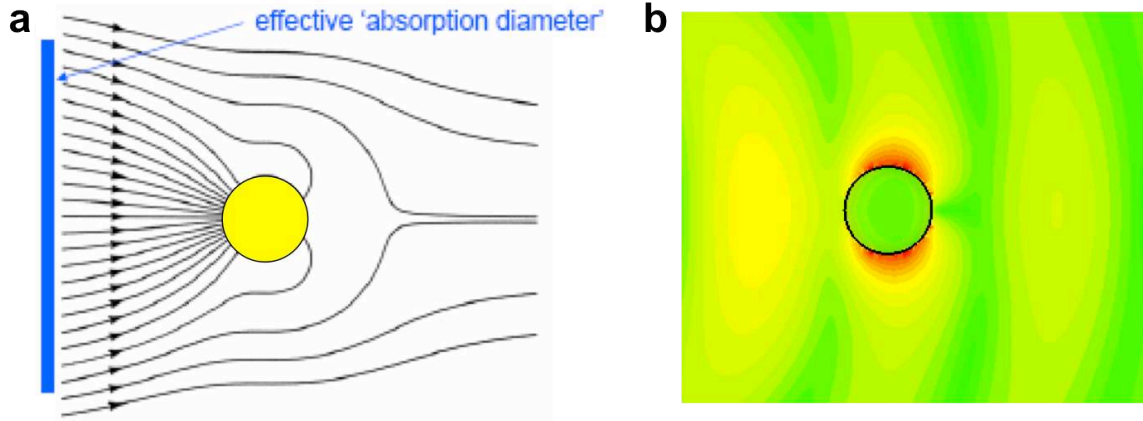 a
effective ‘absorption diameter’
b